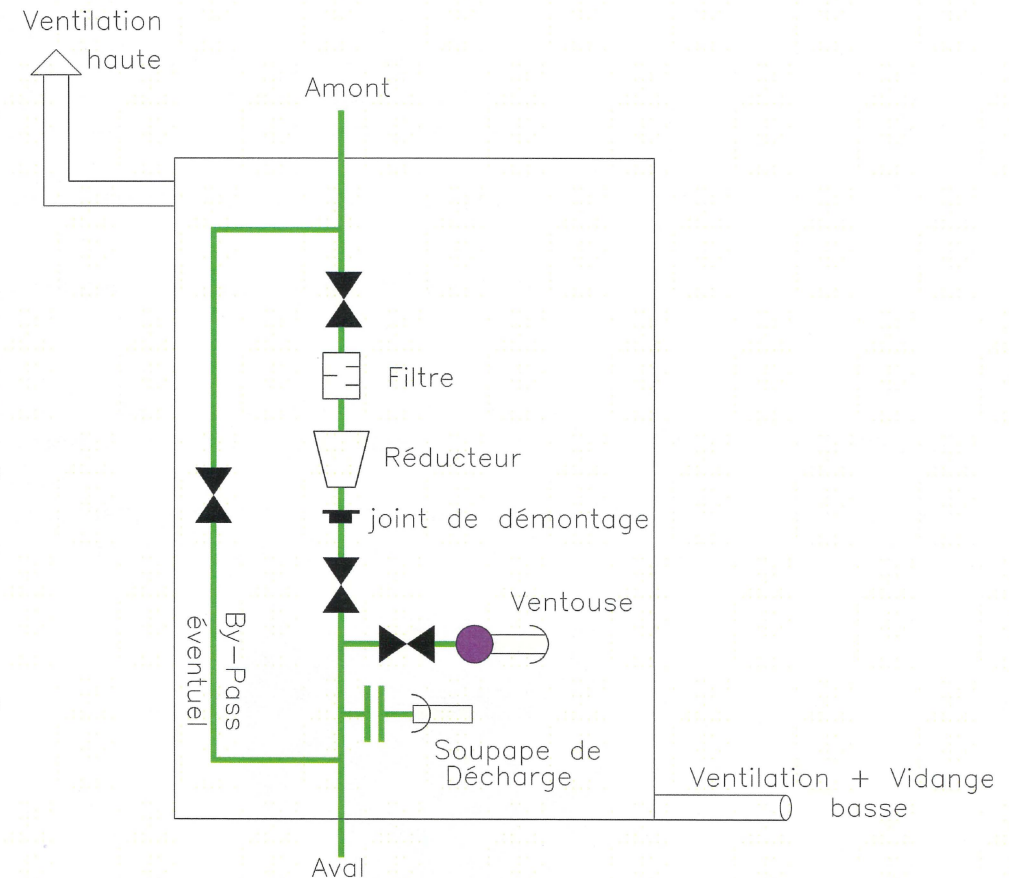 Ventilation
haute
Amont
Filtre
Réducteur
joint de démontage
Ventouse
By-Pass
éventuel
Soupape de
Décharge
Ventilation + Vidange
basse
Aval